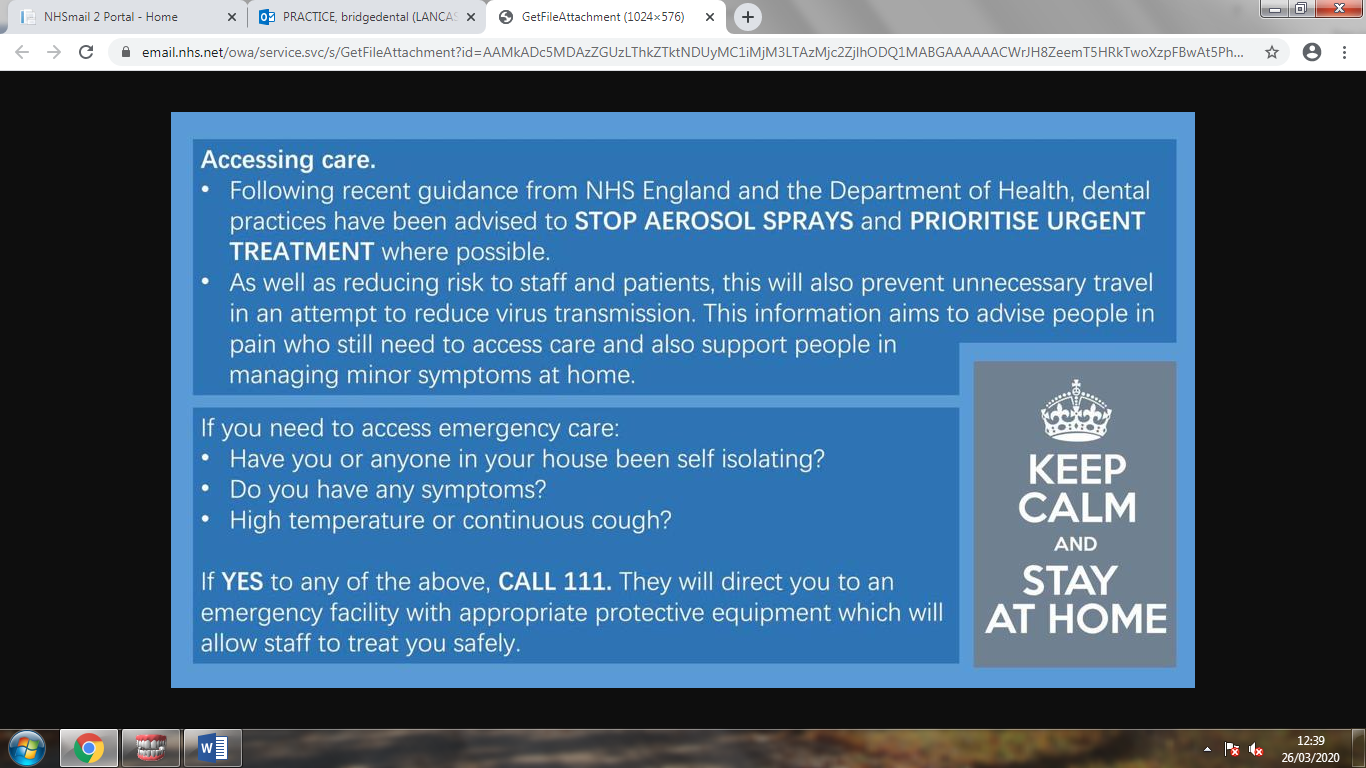 NHSmail 2 Portal - Home
PRACTICE, bridgedental (LANCAS
GetFileAttachment (1024×576)
email.nhs.net/owa/service.svc/s/GetFileAttachment?id=AAMkADc5MDAzZGUzLThkZTktNDUyMC1iMjM3LTAzMjc2ZjlhODQ1MABGAAAAAACWrJH8ZeemT5HRkTwoXzpFBwAt5Ph...
Accessing care.
• Following recent guidance from NHS England and the Department of Health, dental
practices have been advised to STOP AEROSOL SPRAYS and PRIORITISE URGENT
TREATMENT where possible.
• As well as reducing risk to staff and patients, this will also prevent unnecessary travel
in an attempt to reduce virus transmission. This information aims to advise people in
pain who still need to access care and also support people in
managing minor symptoms at home.
If you need to access emergency care:
• Have you or anyone in your house been self isolating?
• Do you have any symptoms?
• High temperature or continuous cough?
If YES to any of the above, CALL 111. They will direct you to an
emergency facility with appropriate protective equipment which will
allow staff to treat you safely.
KEEP
CALM
AND
STAY
AT HOME
12:39
26/03/2020